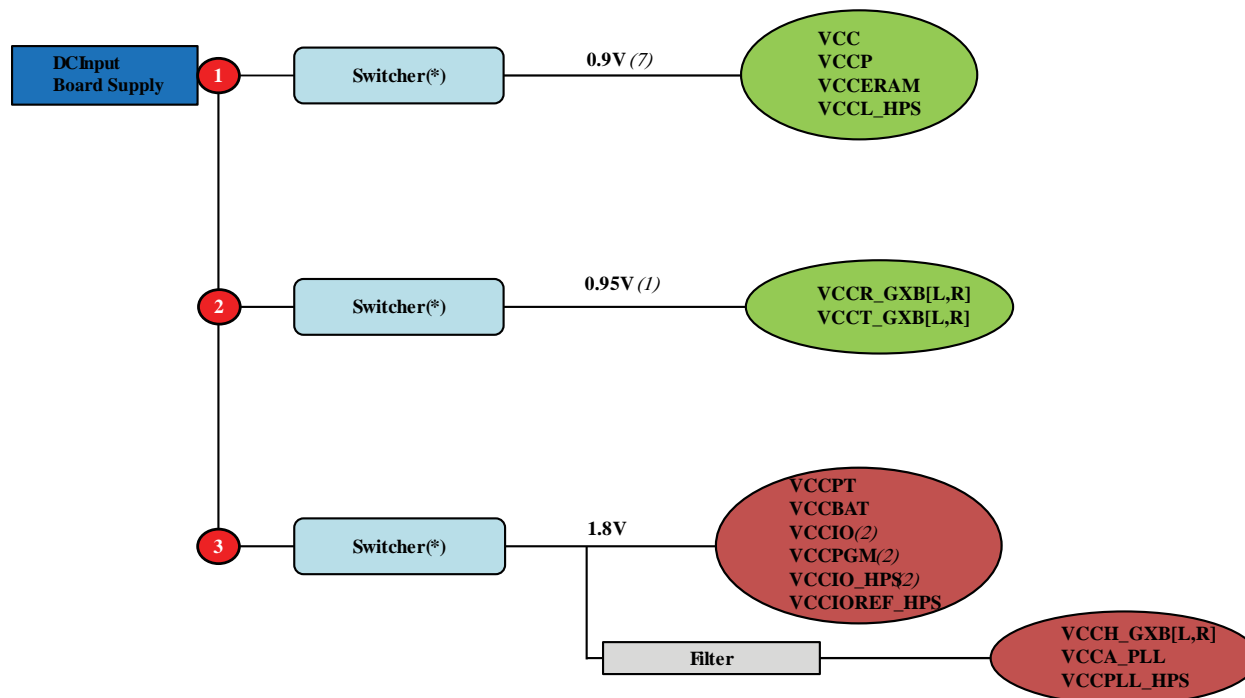 DCInput
Board Supply
1
Switcher(*)
0.9V (7)
VCC
VCCP
VCCERAM
VCCL_HPS
2
Switcher(*)
0.95V (1)
VCCR_GXB[L,R]
VCCT_GXB[L,R]
3
Switcher(*)
1.8V
VCCPT
VCCBAT
VCCIO(2)
VCCPGM(2)
VCCIO_HPS(2)
VCCIOREF_HPS
Filter
VCCH_GXB[L,R]
VCCA_PLL
VCCPLL_HPS